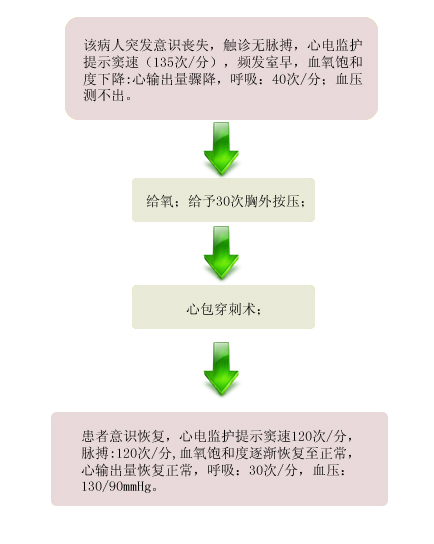 该病人突发意识丧失，触诊无脉搏，心电监护
提示窦速（135次/分），频发室早，血氧饱和
度下降:心输出量骤降，呼吸：40次/分；血压
测不出。
给氧；给予30次胸外按压；
心包穿刺术；
患者意识恢复，心电监护提示窦速120次/分，
脉搏:120次/分,血氧饱和度逐渐恢复至正常，
心输出量恢复正常，呼吸：30次/分，血压：
130/90mmHg。